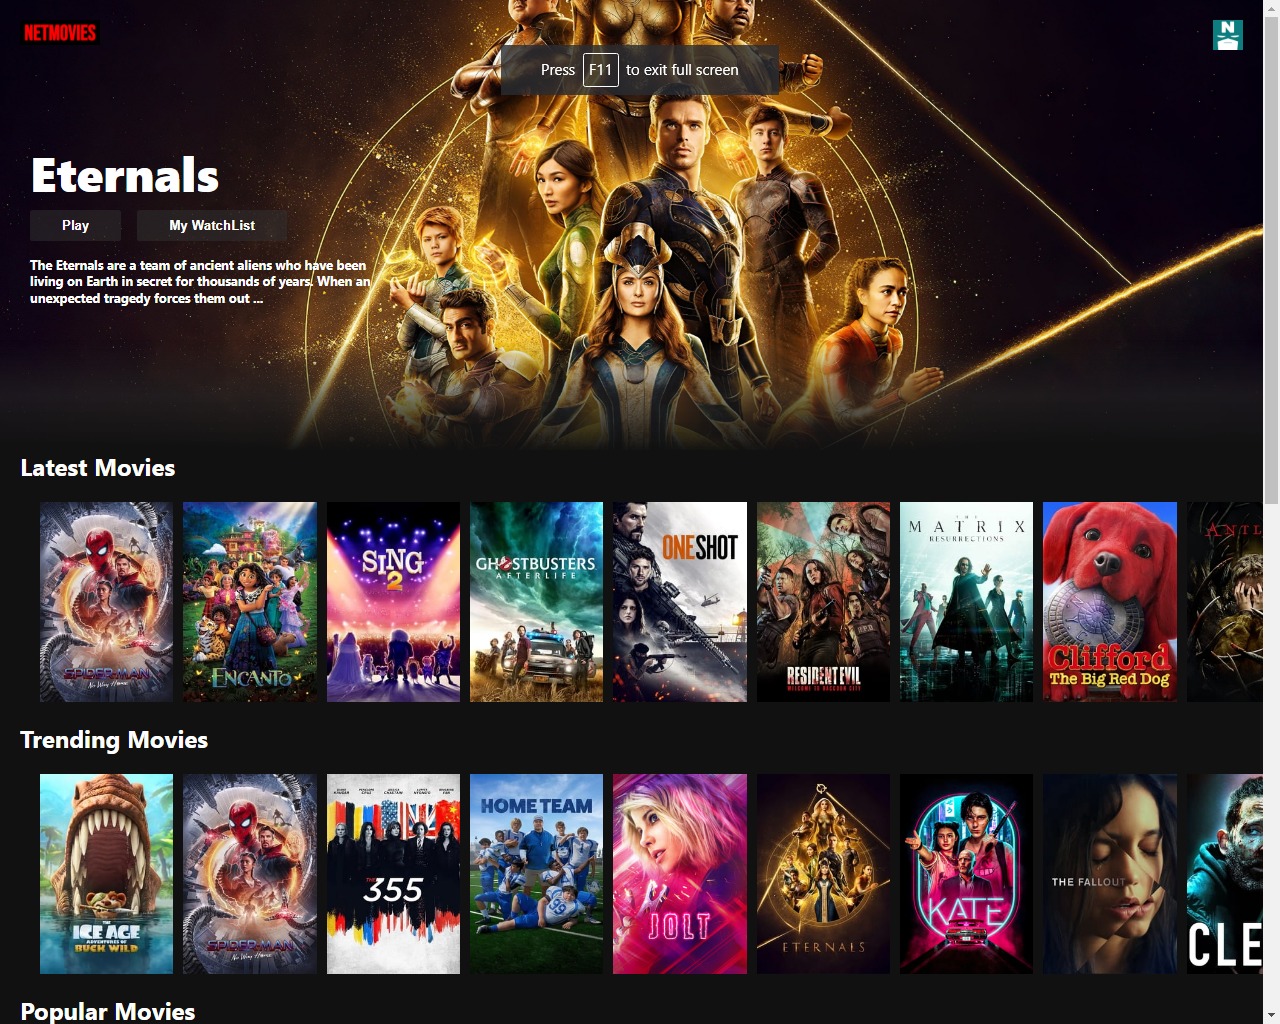 NETMOVIES
N
Press F11 to exit full screen
Eternals
Play
My WatchList
The Eternals are a team of ancient aliens who have been
living on Earth in secret for thousands of years. When an
unexpected tragedy forces them out ...
Latest Movies
SPIDER-MAN
No Way Home
ENCANTO
SING
2
GHOSTBUSTERS
AFTERLIFE
ONE SHOT
RESIDENT EVIL
WELCOME TO RACCOON CITY
THE
MATRIX
RESURRECTIONS
Clifford
The Big Red Dog
ANTL
Trending Movies
THE
ICE AGE
ADVENTURES OF
BUCK WILD
SPIDER-MAN
No Way Home
THE
355
HOME TEAM
99
JOLT
ETERNALS
KATE
THE FALLOUT
CLE
Popular Movies